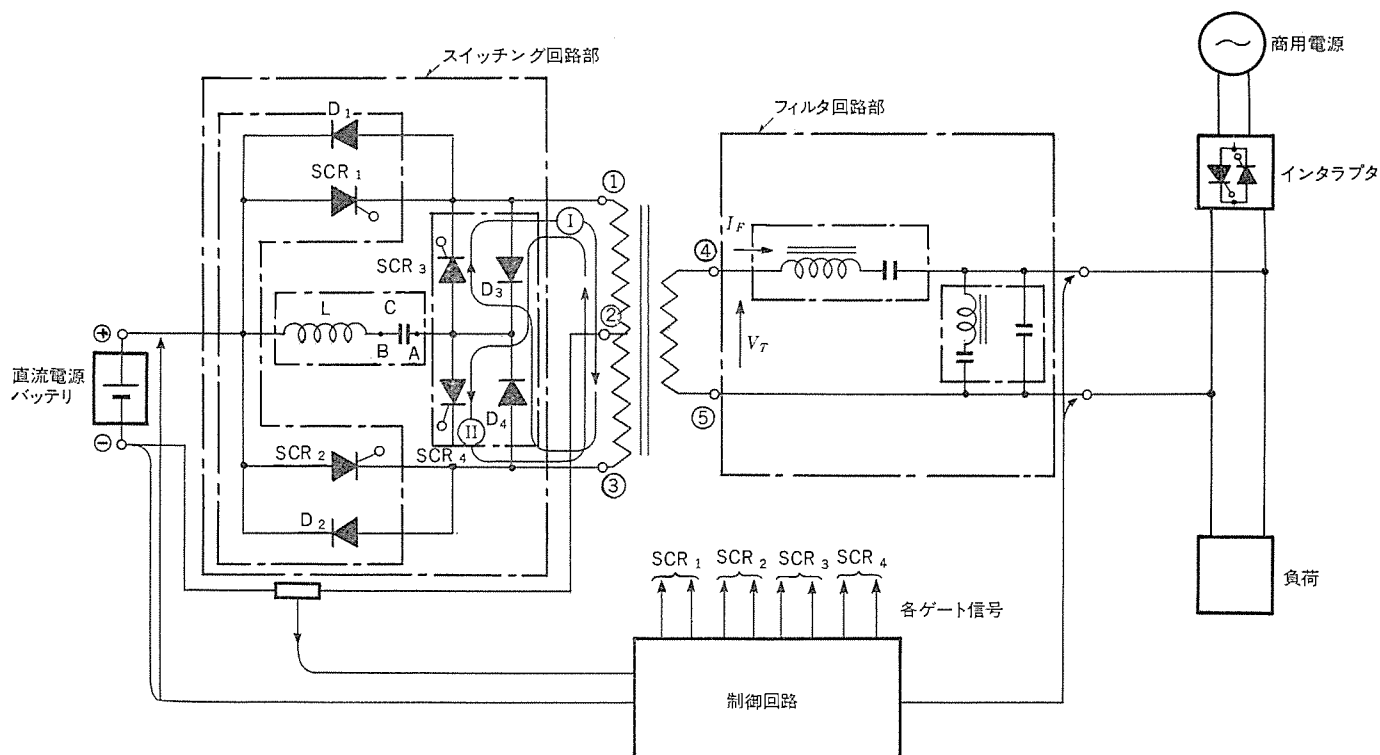 スイッチング回路部
商用電源
フィルタ回路部
インタラプタ
D1
SCR1
①
I
SCR3
D3
IF
④
L
C
②
B
A
VT
⊕
直流電源
バッテリ
⊖
D4
II
⑤
SCR2
SCR4
③
D2
SCR1
SCR2
SCR3
SCR4
各ゲート信号
負荷
制御回路